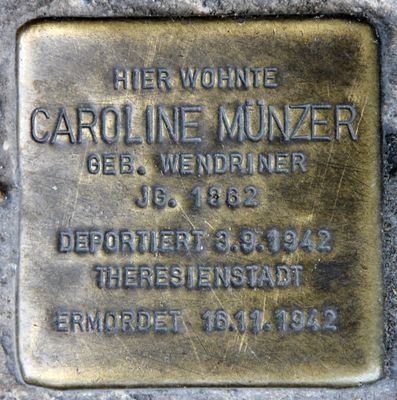 HIER WOHNTE
CAROLINE MÜNZER
GEB. WENDRINER
JG. 1862
DEPORTIERT 3.9.1942
THERESIENSTADT
ERMORDET 16.11.1942